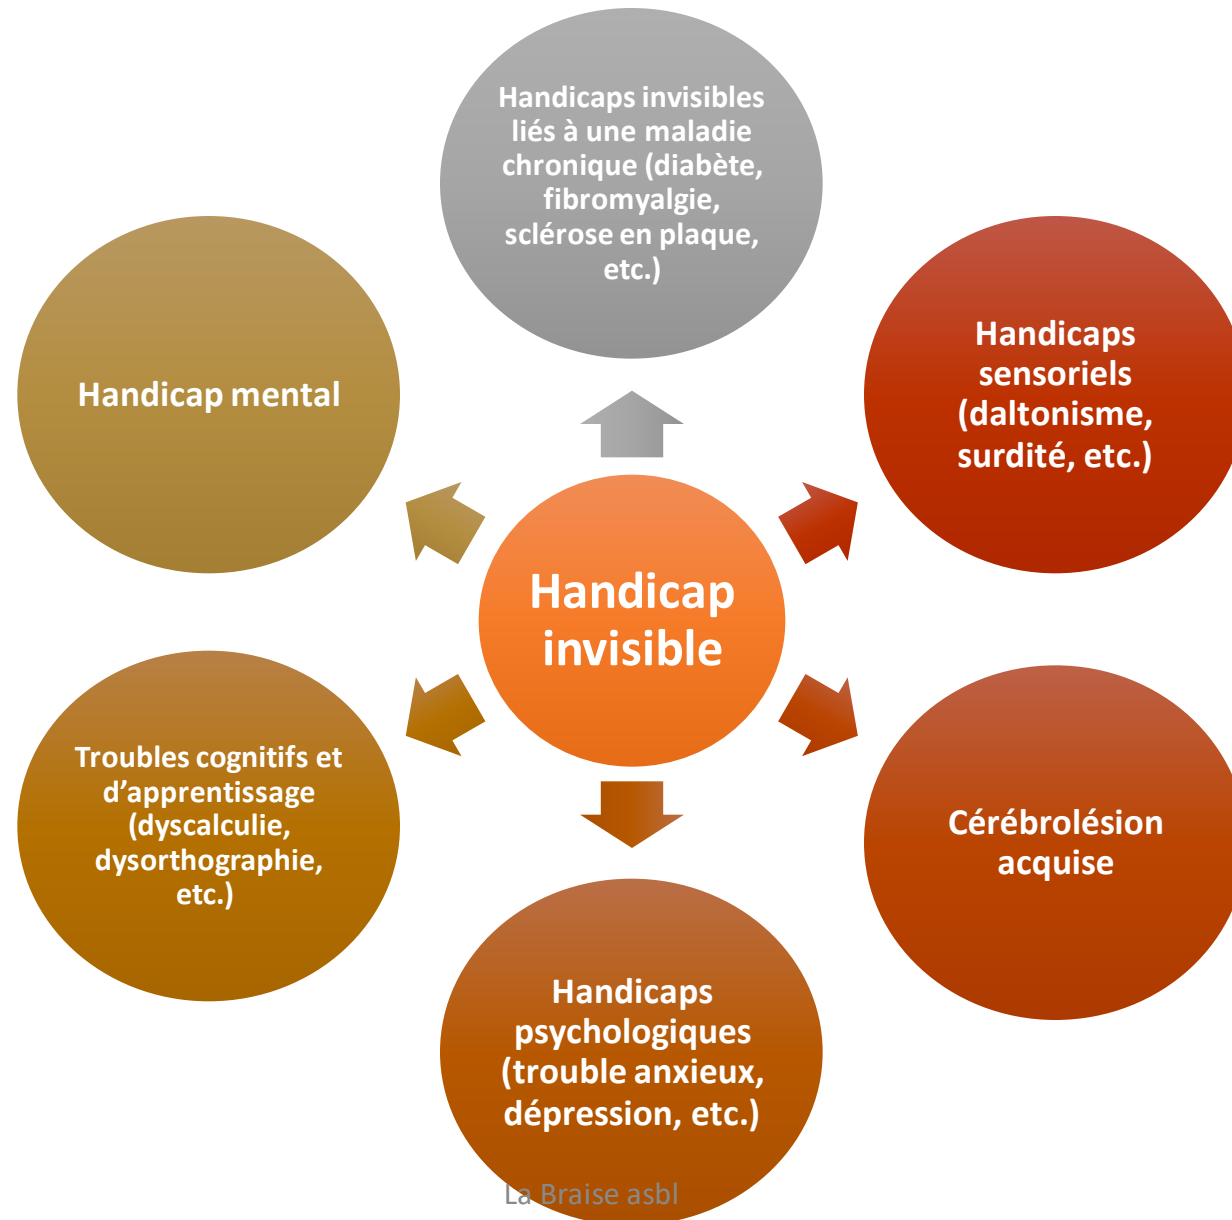 Handicaps invisibles
liés à une maladie
chronique (diabète,
fibromyalgie,
sclérose en plaque,
etc.)
Handicaps
sensoriels
(daltonisme,
surdité, etc.)
Cérébrolésion
acquise
Handicaps
psychologiques
(trouble anxieux,
dépression, etc.)
Troubles cognitifs et
d’apprentissage
(dyscalculie,
dysorthographie,
etc.)
Handicap mental
Handicap
invisible
La Braise asbl